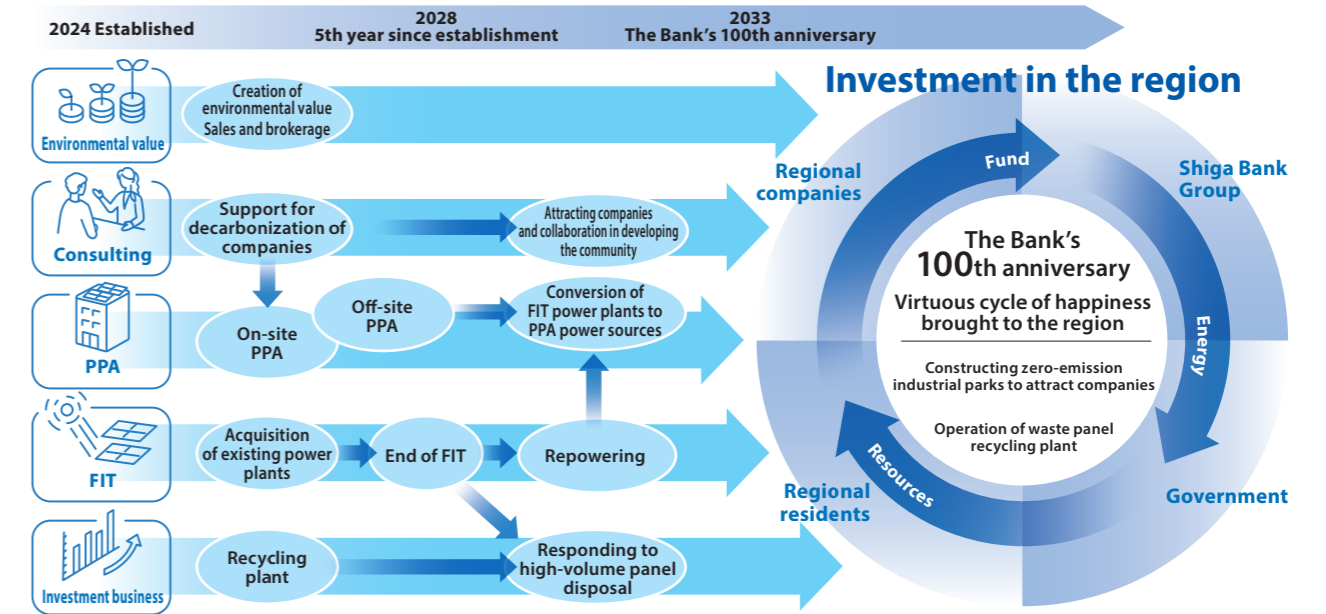 2024 Established
2028
5th year since establishment
2033
The Bank's 100th anniversary
Environmental value
Creation of
environmental value
Sales and brokerage
Consulting
Support for
decarbonization of
companies
Attracting companies
and collaboration in developing
the community
PPA
On-site
PPA
Off-site
PPA
Conversion of
FIT power plants to
PPA power sources
FIT
Acquisition
of existing power
plants
End of FIT
Repowering
Investment business
Recycling
plant
Responding to
high-volume panel
disposal
Investment in the region
Regional
companies
Shiga Bank
Group
Government
Regional
residents
Fund
Energy
Resources
The Bank's
100th anniversary
Virtuous cycle of happiness
brought to the region
Constructing zero-emission
industrial parks to attract companies
Operation of waste panel
recycling plant